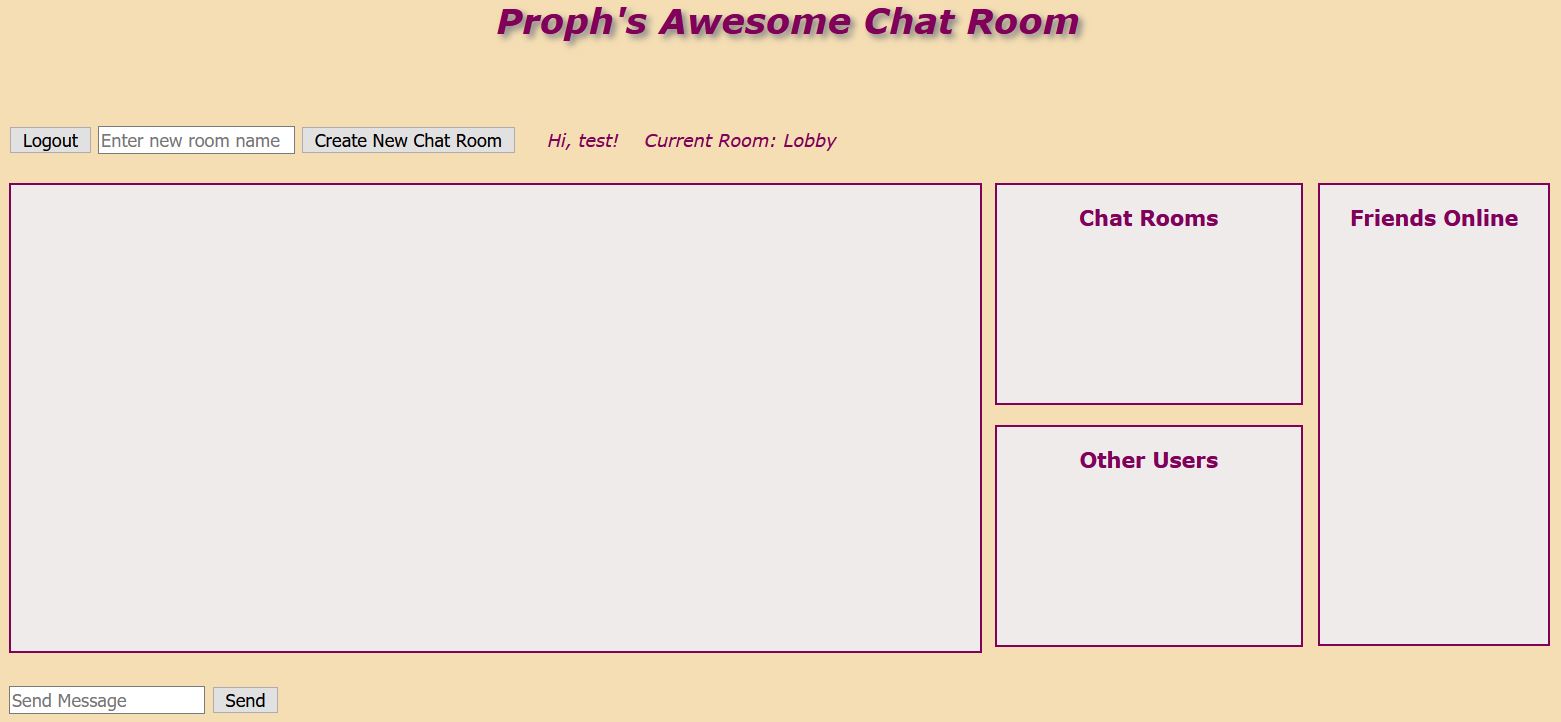 Proph's Awesome Chat Room
Logout Enter new room name Create New Chat Room Hi, test! Current Room: Lobby
Chat Rooms
Friends Online
Other Users
Send Message Send